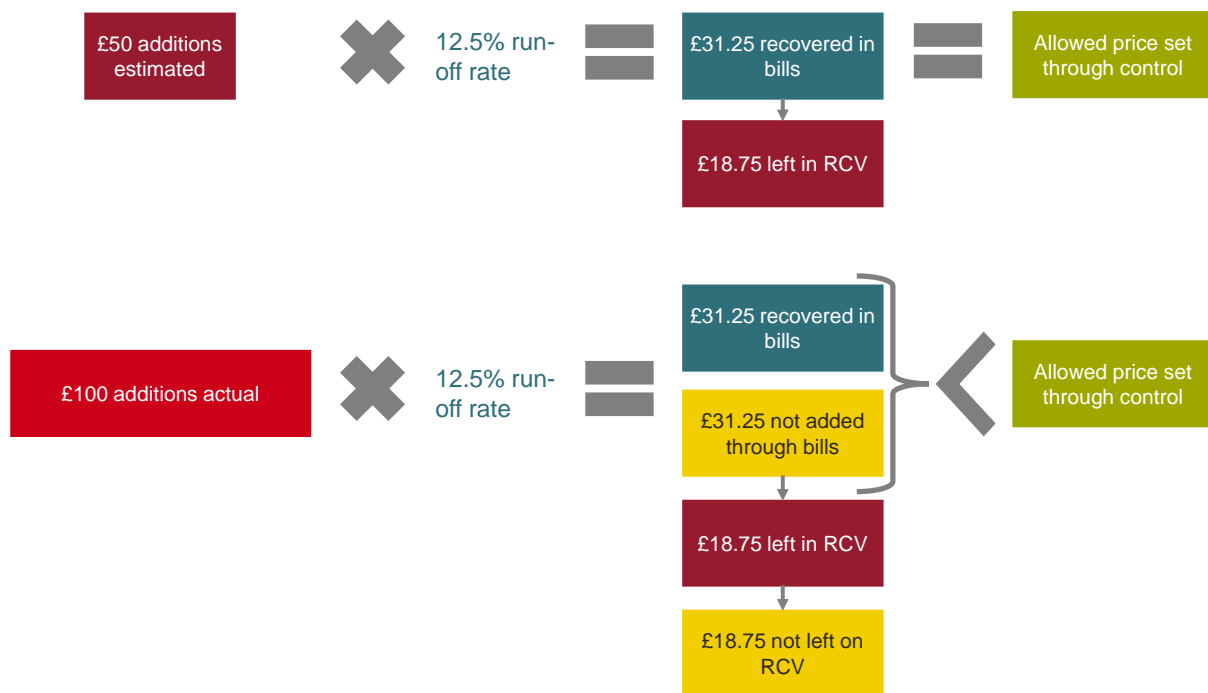 £50 additions
estimated
12.5% run-
off rate
£31.25 recovered in
bills
Allowed price set
through control
£18.75 left in RCV
£100 additions actual
12.5% run-
off rate
£31.25 recovered in
bills
£31.25 not added
through bills
Allowed price set
through control
£18.75 left in RCV
£18.75 not left on
RCV